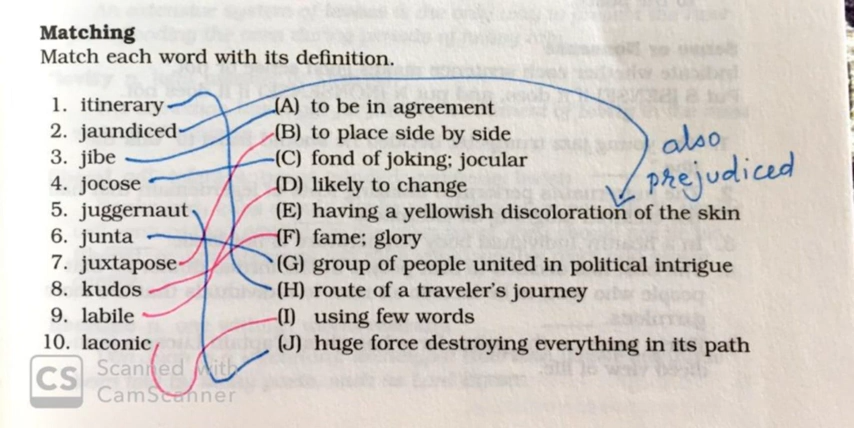 Matching
Match each word with its definition.
1. itinerary (A) to be in agreement
2. jaundiced (B) to place side by side
3. jibe (C) fond of joking; jocular
4. jocose (D) likely to change
5. juggernaut (E) having a yellowish discoloration of the skin
6. junta (F) fame; glory
7. juxtapose (G) group of people united in political intrigue
8. kudos (H) route of a traveler's journey
9. labile (I) using few words
10. laconic (J) huge force destroying everything in its path
also
prejudiced
CS Scanned with
CamScanner